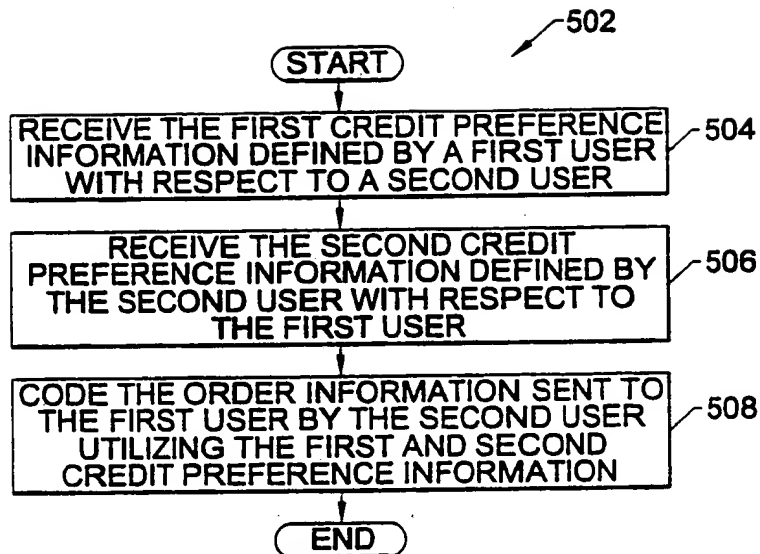 502
START
RECEIVE THE FIRST CREDIT PREFERENCE
INFORMATION DEFINED BY A FIRST USER
WITH RESPECT TO A SECOND USER
504
RECEIVE THE SECOND CREDIT
PREFERENCE INFORMATION DEFINED BY
THE SECOND USER WITH RESPECT TO
THE FIRST USER
506
CODE THE ORDER INFORMATION SENT TO
THE FIRST USER BY THE SECOND USER
UTILIZING THE FIRST AND SECOND
CREDIT PREFERENCE INFORMATION
508
END